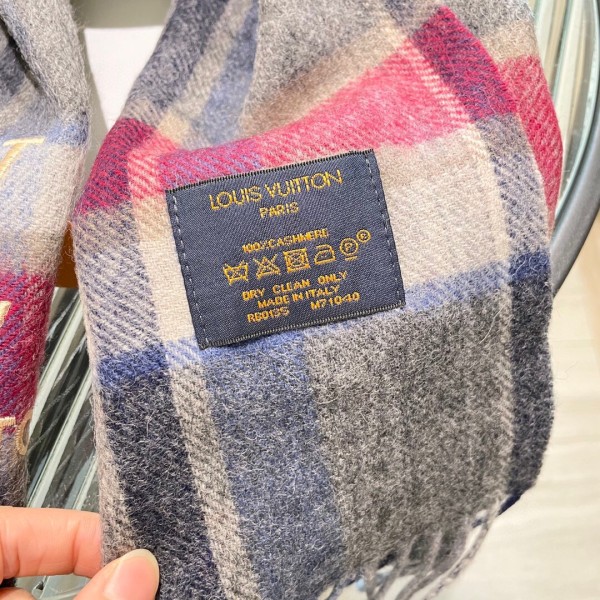 LOUIS VUITTON
PARIS
100% CASHMERE
DRY CLEAN ONLY
MADE IN ITALY
RB0135 M71040